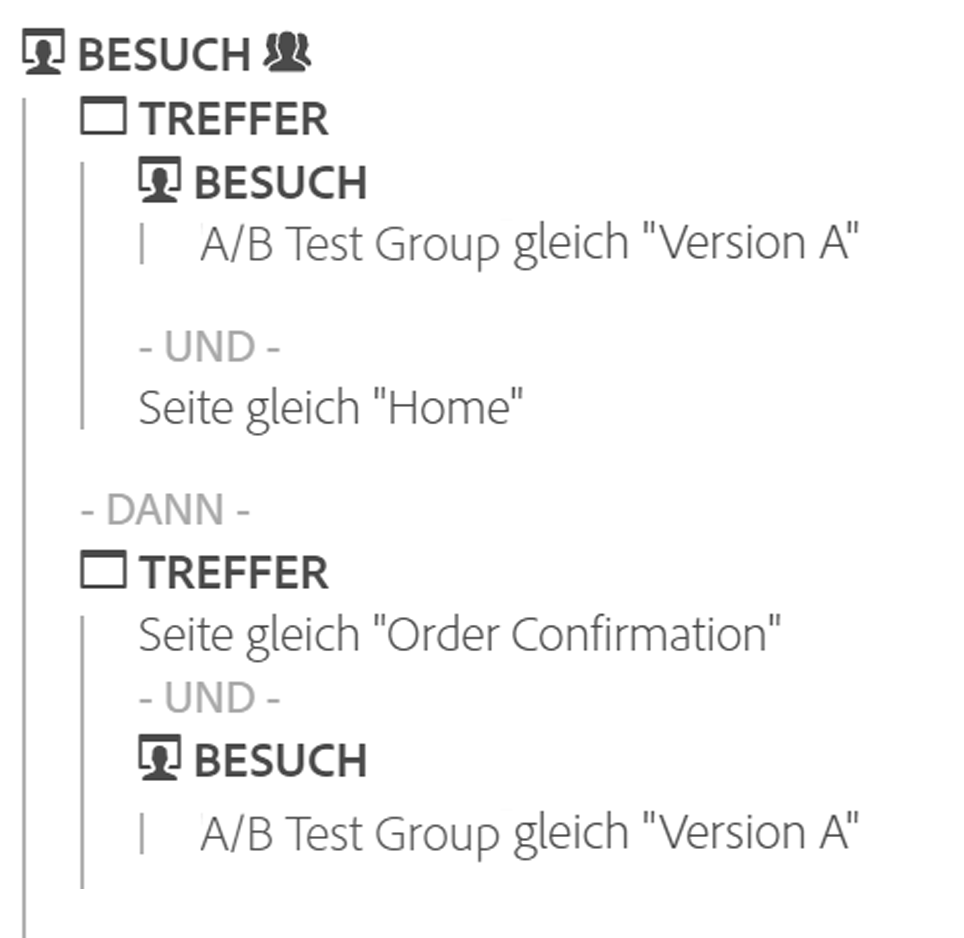 BESUCH
TREFFER
BESUCH
A/B Test Group gleich "Version A"
- UND -
Seite gleich "Home"
- DANN -
TREFFER
Seite gleich "Order Confirmation"
- UND -
BESUCH
A/B Test Group gleich "Version A"